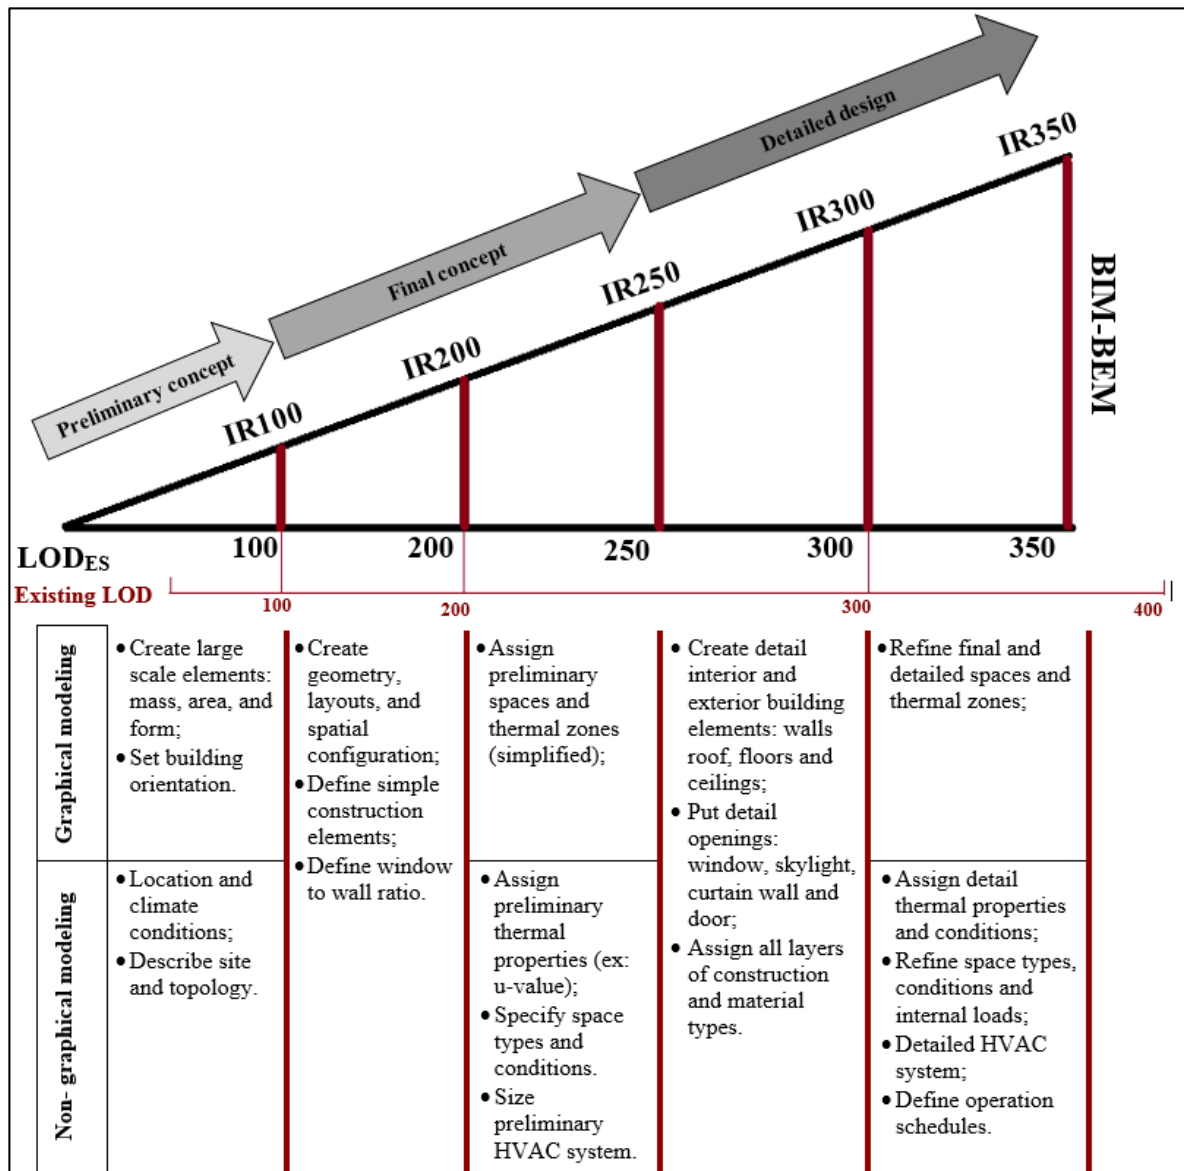 Detailed design
IR350
IR300
Final concept
IR250
IR200
Preliminary concept
IR100
BIM-BEM
LODES
100
200
250
300
350
Existing LOD
100
200
300
400
Graphical modeling
• Create large
scale elements:
mass, area, and
form;
• Set building
orientation.
• Create
geometry,
layouts, and
spatial
configuration;
• Define simple
construction
elements;
• Define window
to wall ratio.
• Assign
preliminary
spaces and
thermal zones
(simplified);
• Create detail
interior and
exterior building
elements: walls
roof, floors and
ceilings;
• Put detail
openings:
window, skylight,
curtain wall and
door;
• Assign all layers
of construction
and material
types.
• Refine final and
detailed spaces and
thermal zones;
Non- graphical modeling
• Location and
climate
conditions;
• Describe site
and topology.
• Assign
preliminary
thermal
properties (ex:
u-value);
• Specify space
types and
conditions.
• Size
preliminary
HVAC system.
• Assign detail
thermal properties
and conditions;
• Refine space types,
conditions and
internal loads;
• Detailed HVAC
system;
• Define operation
schedules.